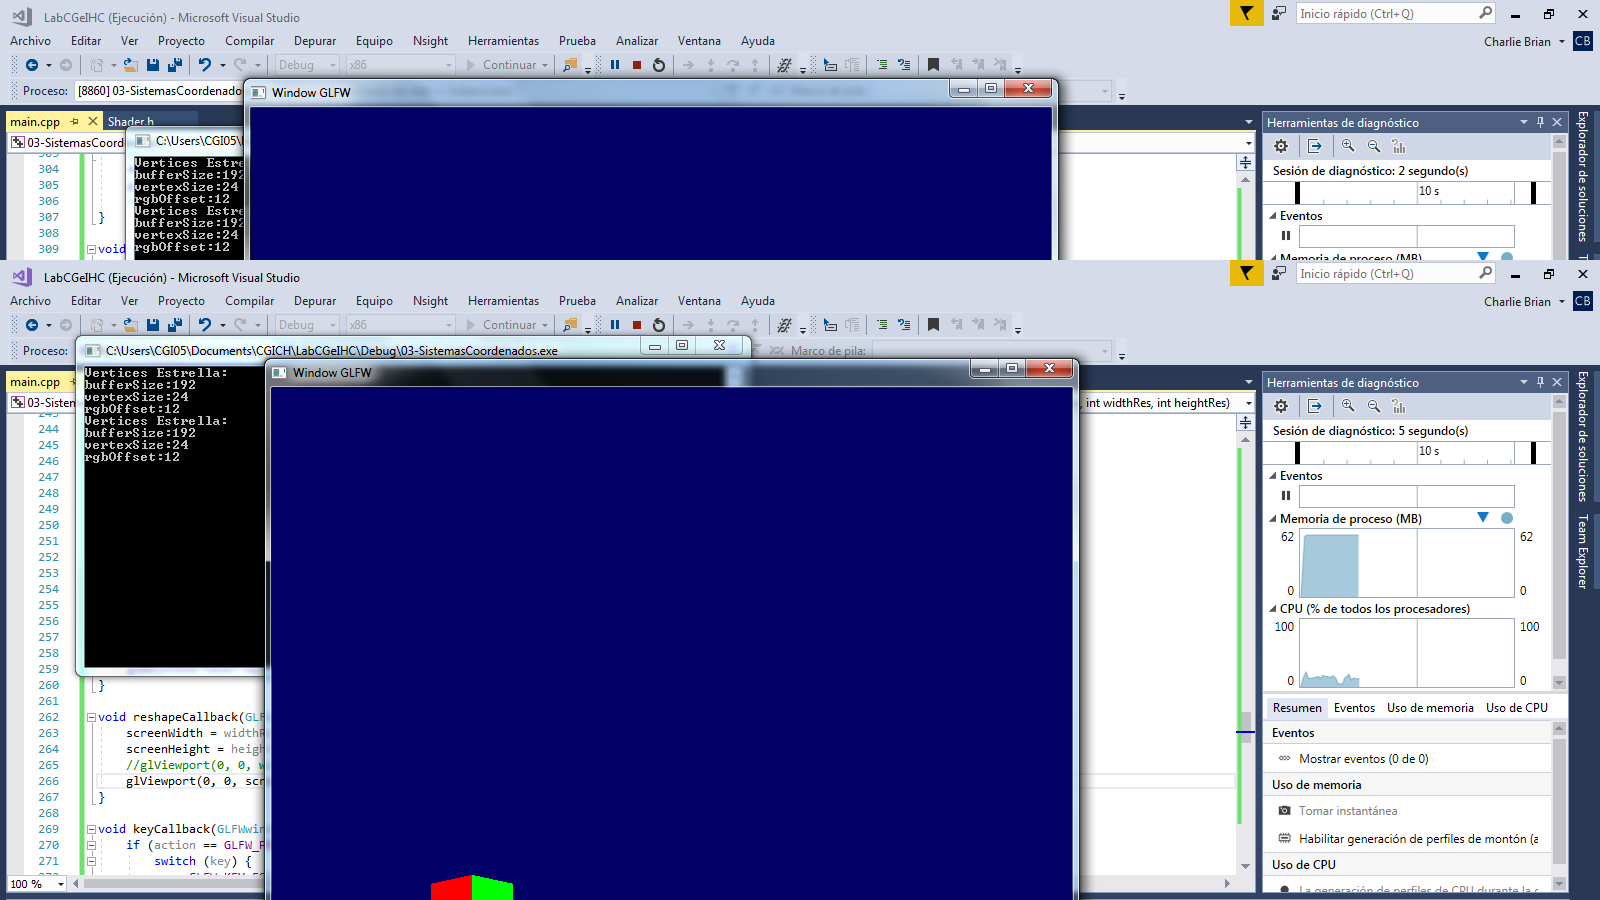 LabCGeIHC (Ejecución) - Microsoft Visual Studio
Inicio rápido (Ctrl+Q)
Archivo Editar Ver Proyecto Compilar Depurar Equipo Nsight Herramientas Prueba Analizar Ventana Ayuda
Charlie Brian CB
Debug x86 Continuar
Proceso: [8860] 03-SistemasCoordenado
Window GLFW
main.cpp Shader.h
03-SistemasCoord
C:\Users\CGI05\
Vertices Estre
bufferSize:192
vertexSize:24
rgbOffset:12
Vertices Estre
bufferSize:192
vertexSize:24
rgbOffset:12
304
305
306
307 }
308
309 void
Herramientas de diagnóstico
Sesión de diagnóstico: 2 segundo(s)
10 s
Eventos
Memoria de proceso (MB)
Explorador de soluciones
LabCGeIHC (Ejecución) - Microsoft Visual Studio
Inicio rápido (Ctrl+Q)
Archivo Editar Ver Proyecto Compilar Depurar Equipo Nsight Herramientas Prueba Analizar Ventana Ayuda
Charlie Brian CB
Debug x86 Continuar
Proceso:
Marco de pila:
C:\Users\CGI05\Documents\CGICH\LabCGeIHC\Debug\03-SistemasCoordenados.exe
Vertices Estrella:
bufferSize:192
vertexSize:24
rgbOffset:12
Vertices Estrella:
bufferSize:192
vertexSize:24
rgbOffset:12
Window GLFW
main.cpp
03-Sisten
, int widthRes, int heightRes)
244
245
246
247
248
249
250
251
252
253
254
255
256
257
258
259
260 }
261
262 void reshapeCallback(GLF
263 screenWidth = widthR
264 screenHeight = heigh
265 //glViewport(0, 0, w
266 glViewport(0, 0, scr
267 }
268
269 void keyCallback(GLFWwin
270 if (action == GLFW_P
271 switch (key) {
100 %
Herramientas de diagnóstico
Sesión de diagnóstico: 5 segundo(s)
10 s
Eventos
Memoria de proceso (MB)
62 62
0 0
CPU (% de todos los procesadores)
100 100
0 0
Resumen Eventos Uso de memoria Uso de CPU
Eventos
Mostrar eventos (0 de 0)
Uso de memoria
Tomar instantánea
Habilitar generación de perfiles de montón (a
Uso de CPU
La generación de perfiles de CPU durante la
Explorador de soluciones
Team Explorer